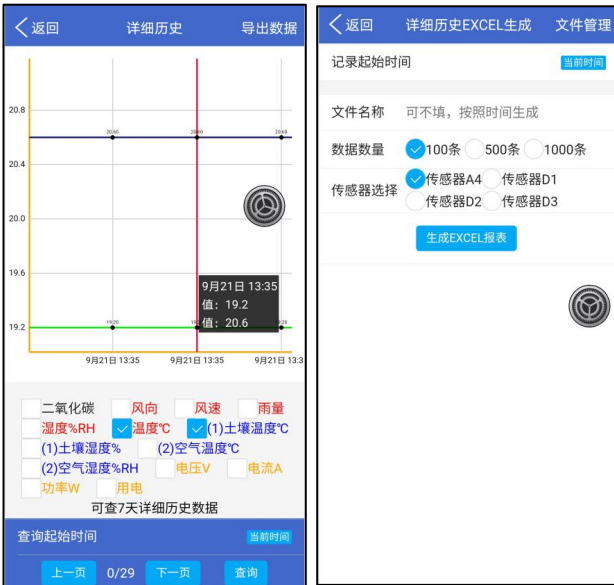 返回 详细历史 导出数据
20.8
20.60 20.60 20.60
20.4
20.0
19.6
9月21日 13:35
值：19.2
值：20.6
19.2
19.20
9月21日 13:35 9月21日 13:35 9月21日 13:3
二氧化碳 风向 风速 雨量
湿度%RH 温度℃ (1)土壤温度℃
(1)土壤湿度% (2)空气温度℃
(2)空气湿度%RH 电压V 电流A
功率W 用电
可查7天详细历史数据
查询起始时间 当前时间
上一页 0/29 下一页 查询
返回 详细历史EXCEL生成 文件管理
记录起始时间 当前时间
文件名称 可不填，按照时间生成
数据数量 100条 500条 1000条
传感器选择 传感器A4 传感器D1
传感器D2 传感器D3
生成EXCEL报表